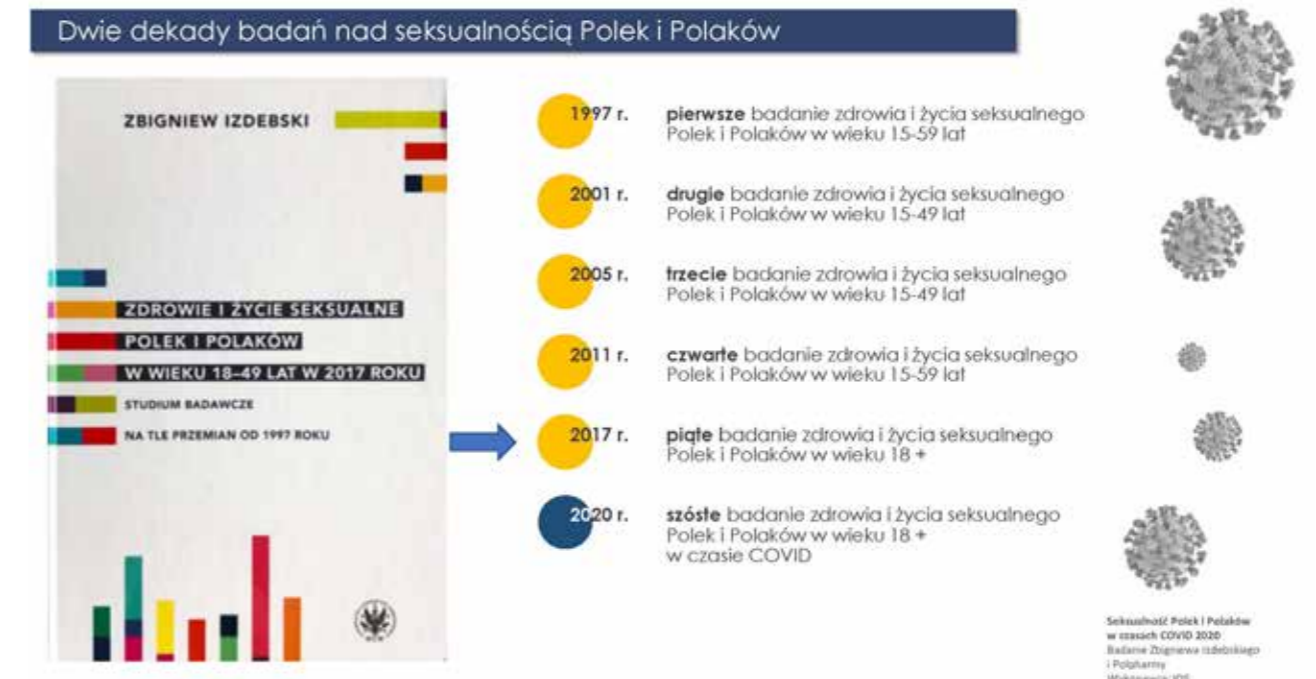 Dwie dekady badań nad seksualnością Polek i Polaków
ZBIGNIEW IZDEBSKI
ZDROWIE I ŻYCIE SEKSUALNE
POLEK I POLAKÓW
W WIEKU 18–49 LAT W 2017 ROKU
STUDIUM BADAWCZE
NA TLE PRZEMIAN OD 1997 ROKU
1997 r. pierwsze badanie zdrowia i życia seksualnego
Polek i Polaków w wieku 15-59 lat
2001 r. drugie badanie zdrowia i życia seksualnego
Polek i Polaków w wieku 15-49 lat
2005 r. trzecie badanie zdrowia i życia seksualnego
Polek i Polaków w wieku 15-49 lat
2011 r. czwarte badanie zdrowia i życia seksualnego
Polek i Polaków w wieku 15-59 lat
2017 r. piąte badanie zdrowia i życia seksualnego
Polek i Polaków w wieku 18 +
2020 r. szóste badanie zdrowia i życia seksualnego
Polek i Polaków w wieku 18 +
w czasie COVID
Seksualność Polek i Polaków
w czasach COVID 2020
Badanie Zbigniewa Izdebskiego
i Polpharmy